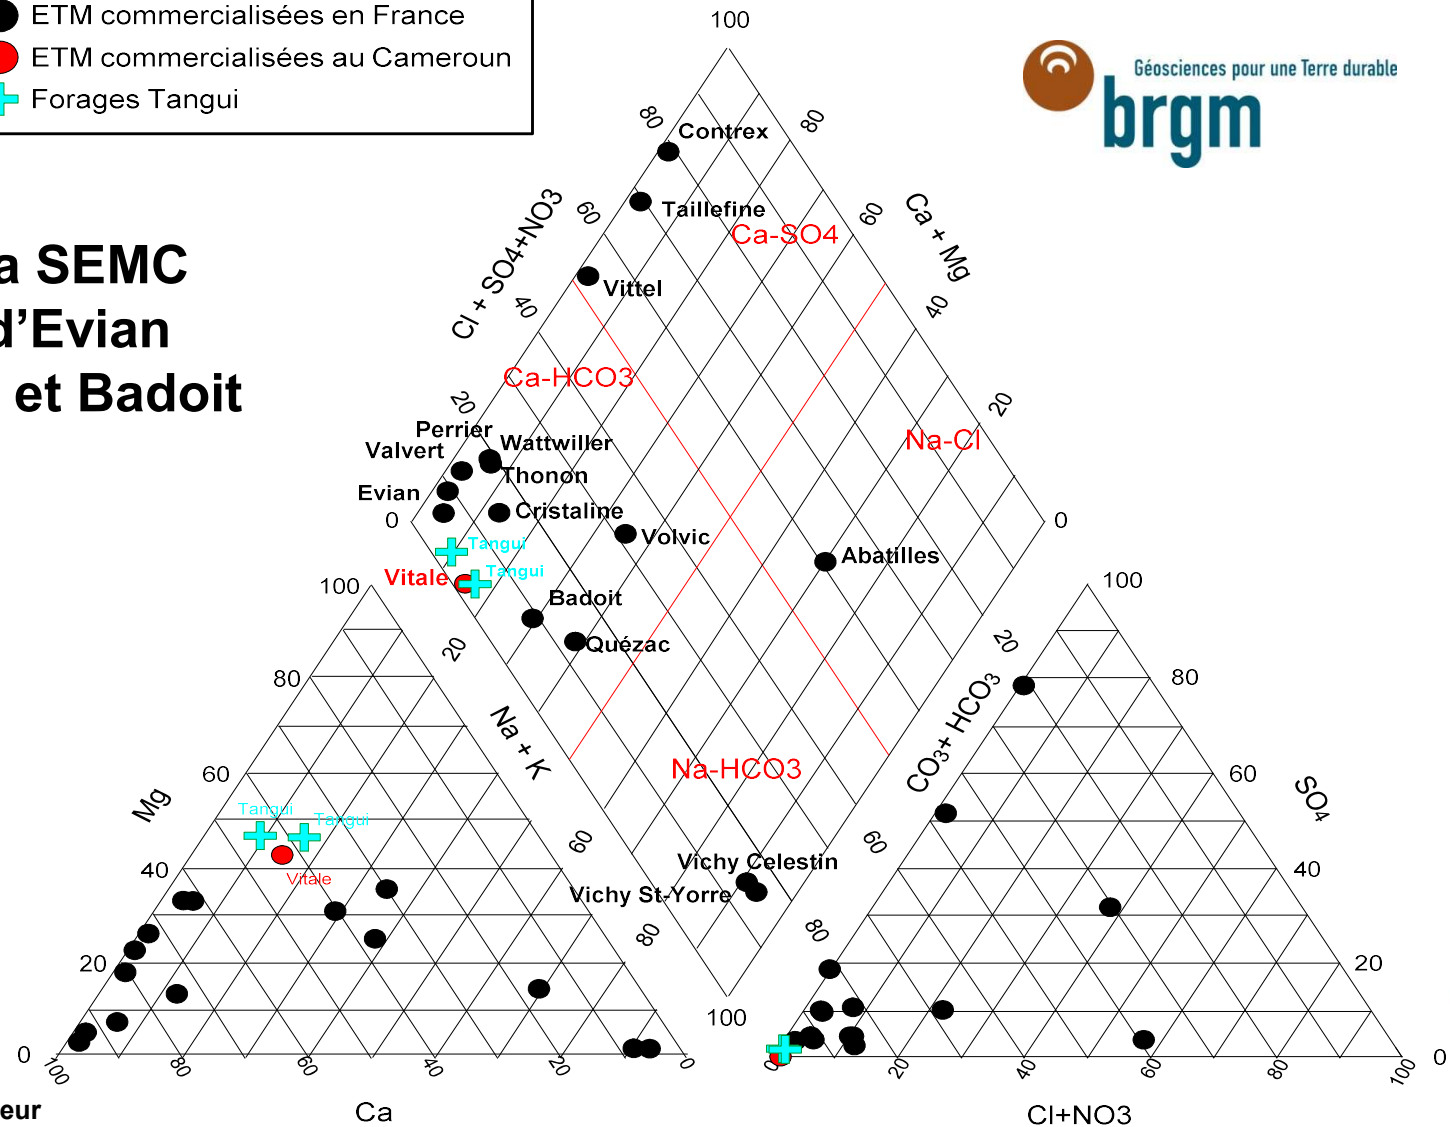 ETM commercialisées en France
ETM commercialisées au Cameroun
Forages Tangui
Géosciences pour une Terre durable
brgm
a SEMC
d’Evian
et Badoit
100
80
80
60
60
40
40
20
20
0
0
Cl + SO4+NO3
Ca + Mg
Contrex
Taillefine
Ca-SO4
Vittel
Ca-HCO3
Na-Cl
Perrier
Wattwiller
Valvert
Thonon
Evian
Cristaline
Volvic
Abatilles
Tangui
Tangui
Vitale
Badoit
Quézac
Na-HCO3
Vichy Celestin
Vichy St-Yorre
20
Na + K
60
80
100
20
CO3+ HCO3
60
80
100
80
60
40
20
0
Mg
Tangui
Tangui
Vitale
100
80
60
40
20
0
Ca
100
80
60
40
20
0
SO4
0
20
40
60
80
100
Cl+NO3
eur